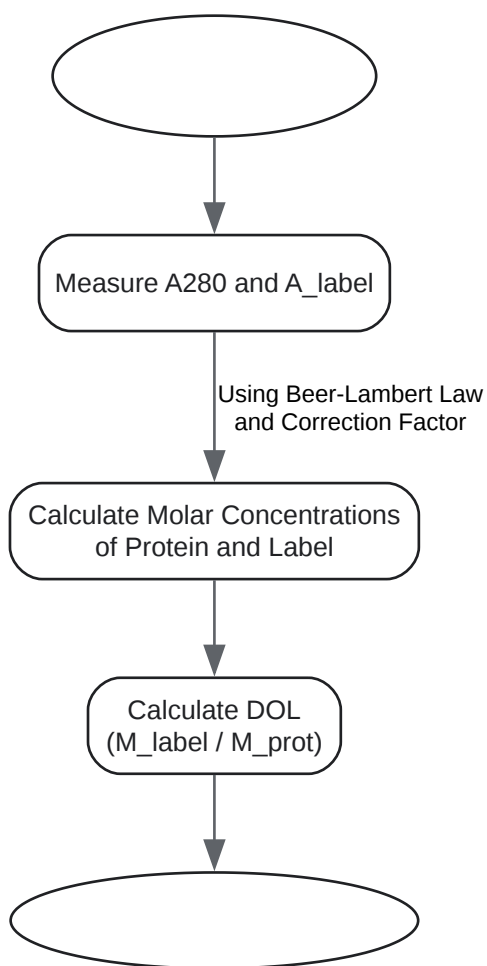 Measure A280 and A_label
Using Beer-Lambert Law
and Correction Factor
Calculate Molar Concentrations
of Protein and Label
Calculate DOL
(M_label / M_prot)